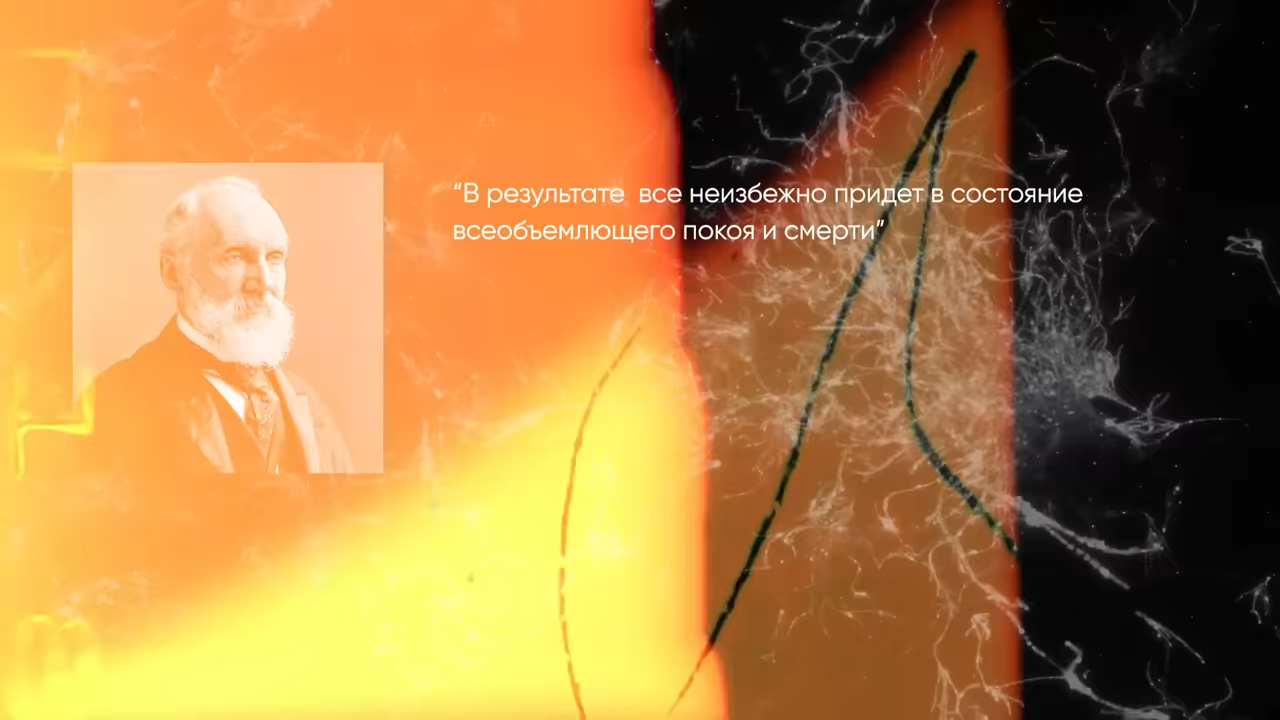 “В результате  все неизбежно придет в состояние
всеобъемлющего покоя и смерти”